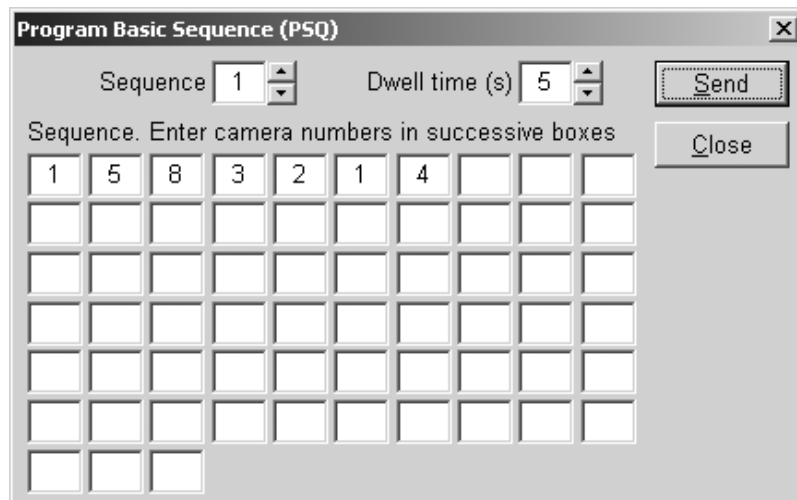 Program Basic Sequence (PSQ)
Sequence 1 Dwell time (s) 5 Send
Sequence. Enter camera numbers in successive boxes
Close
1 5 8 3 2 1 4